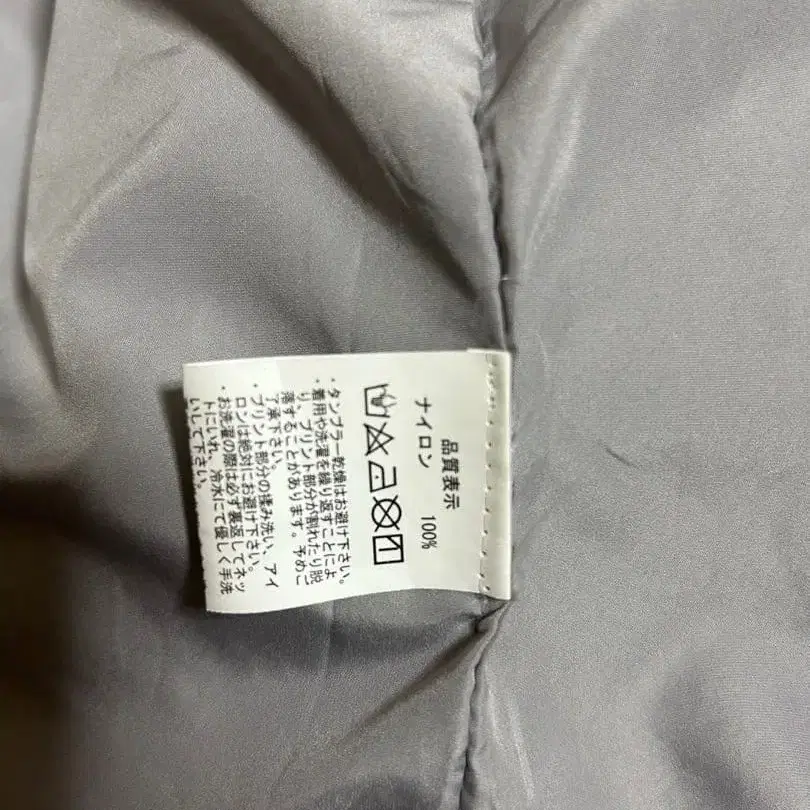 品質表示
ナイロン 100%
・タンブラー乾燥はお避け下さい。
・着用や洗濯を繰り返すことによ
り、プリント部分が割れたり脱
落することがあります。予めご
了承下さい。
・プリント部分の揉み洗い、アイ
ロンは絶対にお避け下さい。
・お洗濯の際は必ず裏返してネッ
トにいれ、冷水にて優しく手洗
いして下さい。